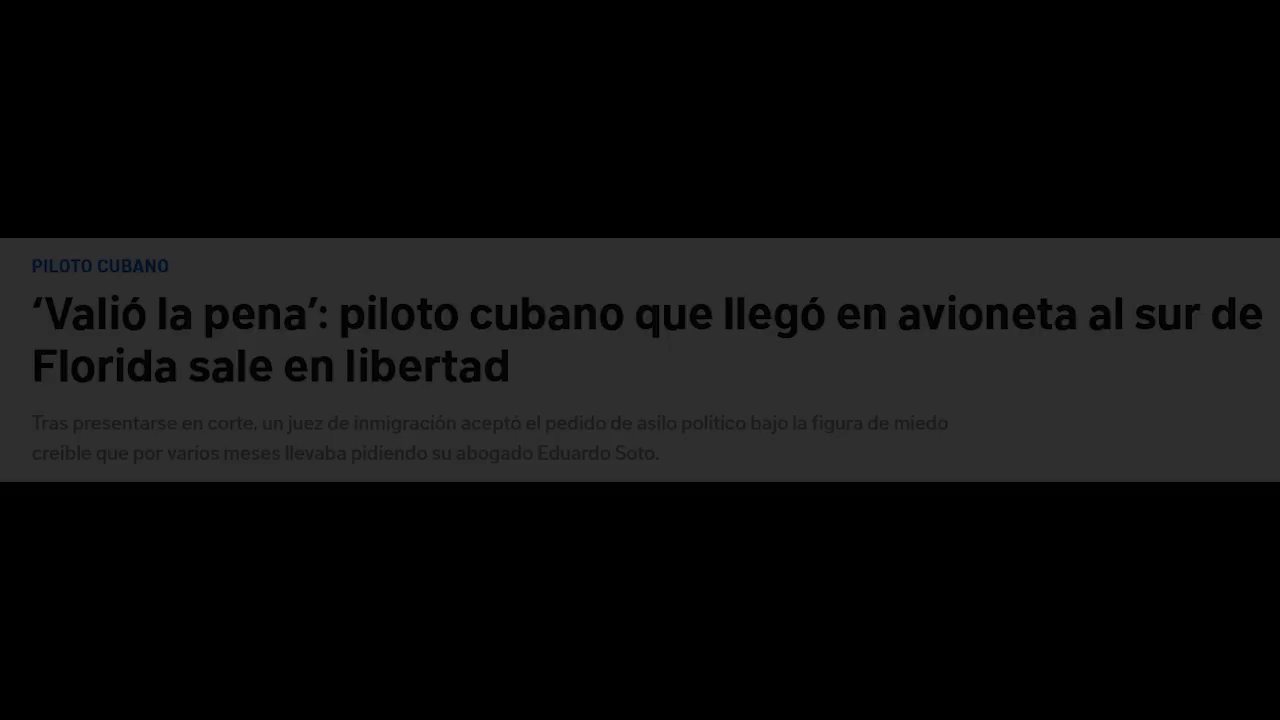 PILOTO CUBANO
‘Valió la pena’: piloto cubano que llegó en avioneta al sur de
Florida sale en libertad
Tras presentarse en corte, un juez de inmigración aceptó el pedido de asilo político bajo la figura de miedo
creíble que por varios meses llevaba pidiendo su abogado Eduardo Soto.